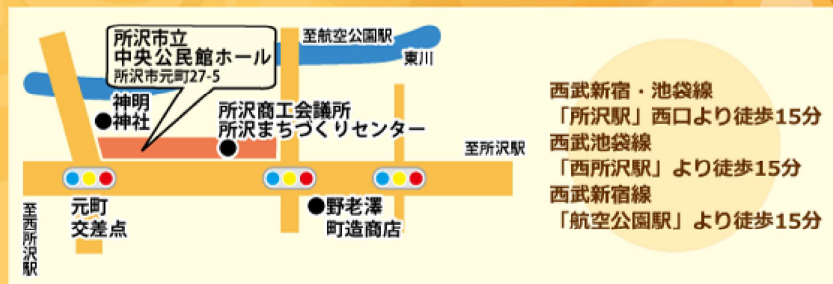 所沢市立
中央公民館ホール
所沢市元町27-5
至航空公園駅
東川
神明
神社
所沢商工会議所
所沢まちづくりセンター
至所沢駅
元町
交差点
野老澤
町造商店
至西所沢駅
西武新宿・池袋線
「所沢駅」西口より徒歩15分
西武池袋線
「西所沢駅」より徒歩15分
西武新宿線
「航空公園駅」より徒歩15分